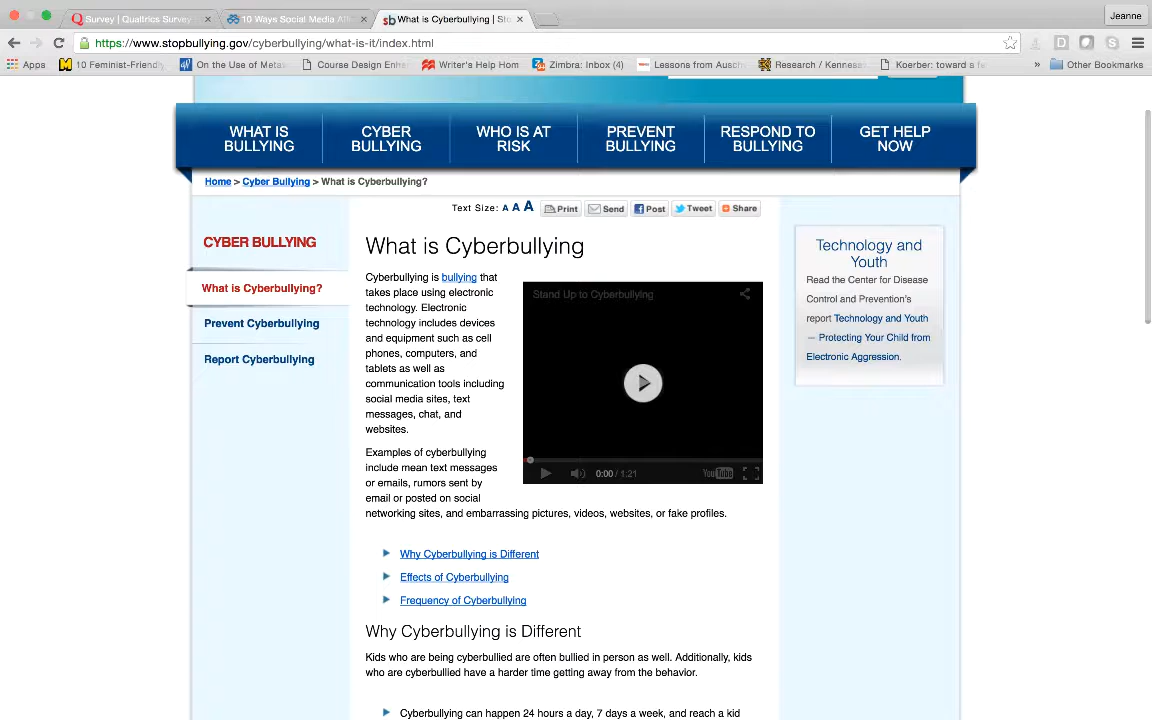 Survey | Qualtrics Survey
10 Ways Social Media Aff
What is Cyberbullying | Sto
Jeanne
https://www.stopbullying.gov/cyberbullying/what-is-it/index.html
Apps 10 Feminist-Friendly On the Use of Meta Course Design Enha Writer's Help Hom Zimbra: Inbox (4) Lessons from Ausch Research / Kennesa Koerber: toward a fe » Other Bookmarks
WHAT IS BULLYING
CYBER BULLYING
WHO IS AT RISK
PREVENT BULLYING
RESPOND TO BULLYING
GET HELP NOW
Home > Cyber Bullying > What is Cyberbullying?
Text Size: A A A Print Send Post Tweet Share
CYBER BULLYING
What is Cyberbullying?
Prevent Cyberbullying
Report Cyberbullying
What is Cyberbullying
Cyberbullying is bullying that
takes place using electronic
technology. Electronic
technology includes devices
and equipment such as cell
phones, computers, and
tablets as well as
communication tools including
social media sites, text
messages, chat, and
websites.
Examples of cyberbullying
include mean text messages
or emails, rumors sent by
email or posted on social
networking sites, and embarrassing pictures, videos, websites, or fake profiles.
Stand Up to Cyberbullying
0:00 / 1:21
YouTube
Why Cyberbullying is Different
Effects of Cyberbullying
Frequency of Cyberbullying
Why Cyberbullying is Different
Kids who are being cyberbullied are often bullied in person as well. Additionally, kids
who are cyberbullied have a harder time getting away from the behavior.
Cyberbullying can happen 24 hours a day, 7 days a week, and reach a kid
Technology and
Youth
Read the Center for Disease
Control and Prevention's
report Technology and Youth
— Protecting Your Child from
Electronic Aggression.